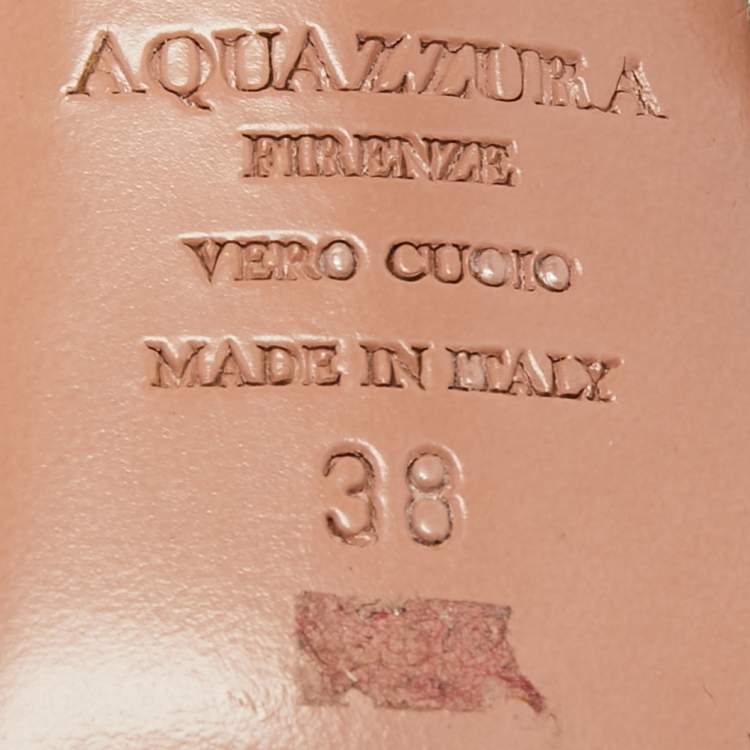 AQUAZZURA
FIRENZE
VERO CUOIO
MADE IN ITALY
38